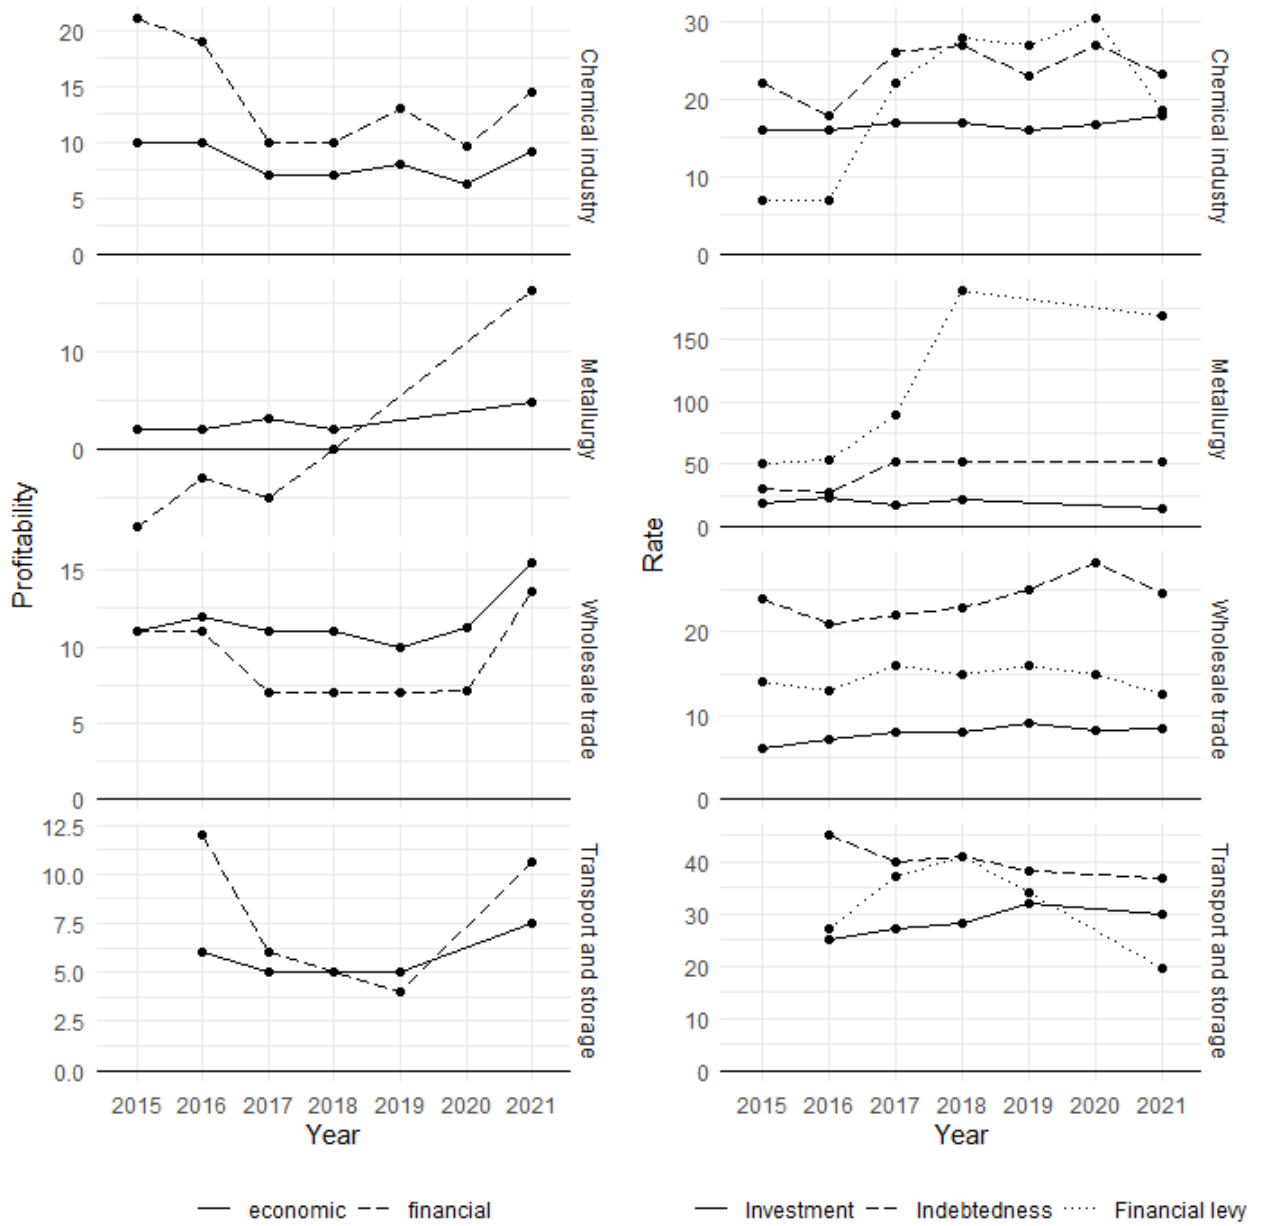 20
15
10
5
0
Chemical industry
10
0
Metallurgy
15
10
5
0
Wholesale trade
12.5
10.0
7.5
5.0
2.5
0.0
Transport and storage
Profitability
2015 2016 2017 2018 2019 2020 2021
Year
economic financial
30
20
10
0
Chemical industry
150
100
50
0
Metallurgy
20
10
0
Wholesale trade
40
30
20
10
0
Transport and storage
Rate
2015 2016 2017 2018 2019 2020 2021
Year
Investment Indebtedness Financial levy